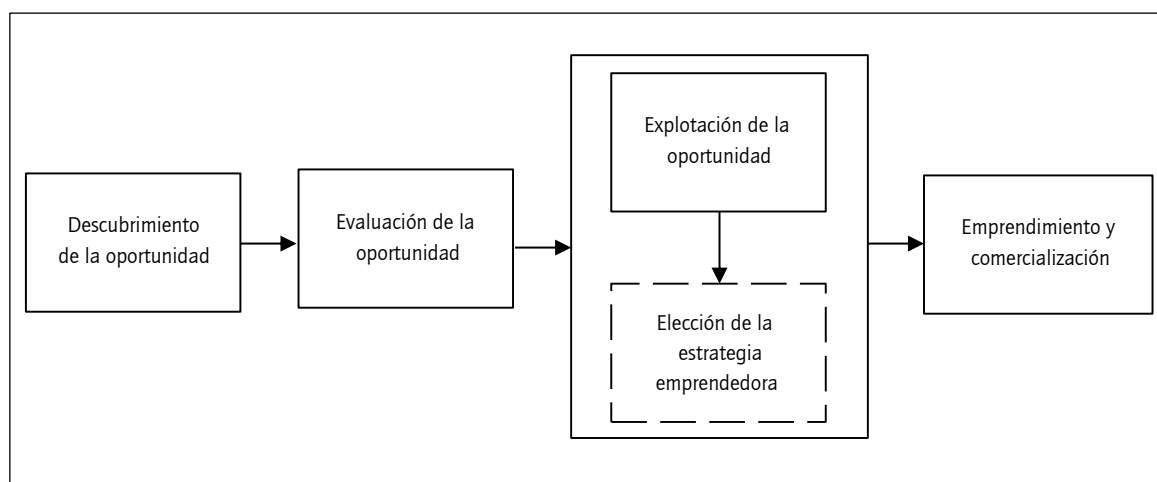 Descubrimiento
de la oportunidad
Evaluación de la
oportunidad
Explotación de la
oportunidad
Elección de la
estrategia
emprendedora
Emprendimiento y
comercialización